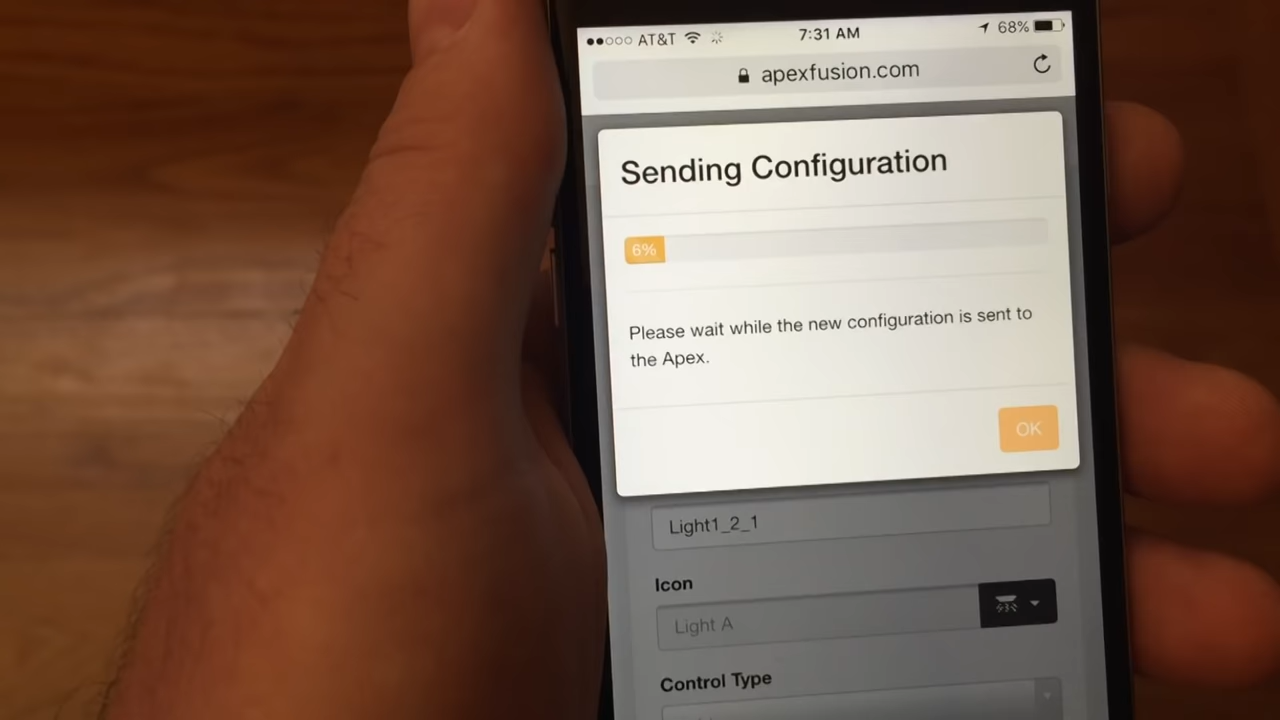 AT&T 7:31 AM 68%
apexfusion.com
Sending Configuration
6%
Please wait while the new configuration is sent to
the Apex.
OK
Light1_2_1
Icon
Light A
Control Type